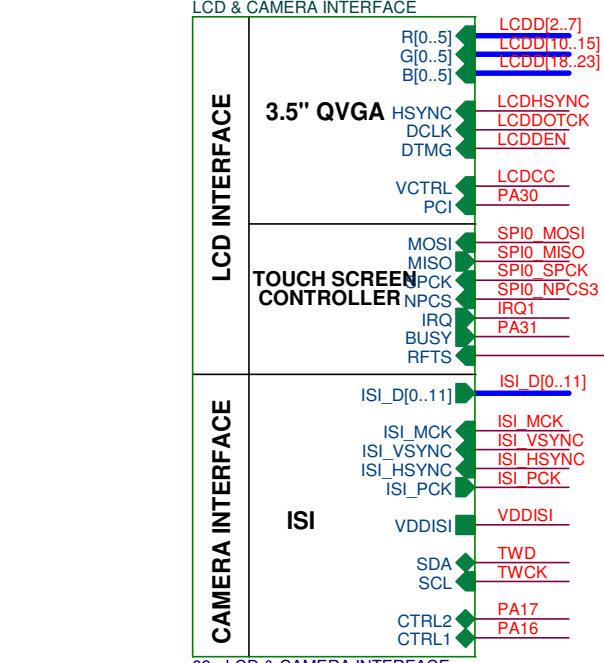 LCD & CAMERA INTERFACE
LCD INTERFACE
3.5" QVGA
R[0..5] LCDD[2..7]
G[0..5] LCDD[10..15]
B[0..5] LCDD[18..23]
HSYNC LCDHSYNC
DCLK LCDDOTCK
DTMG LCDDEN
VCTRL LCDCC
PCI PA30
TOUCH SCREEN
CONTROLLER
MOSI SPI0_MOSI
MISO SPI0_MISO
SPCK SPI0_SPCK
NPCS SPI0_NPCS3
IRQ IRQ1
BUSY PA31
RFTS
CAMERA INTERFACE
ISI
ISI_D[0..11] ISI_D[0..11]
ISI_MCK ISI_MCK
ISI_VSYNC ISI_VSYNC
ISI_HSYNC ISI_HSYNC
ISI_PCK ISI_PCK
VDDISI VDDISI
SDA TWD
SCL TWCK
CTRL2 PA17
CTRL1 PA16
LCD & CAMERA INTERFACE